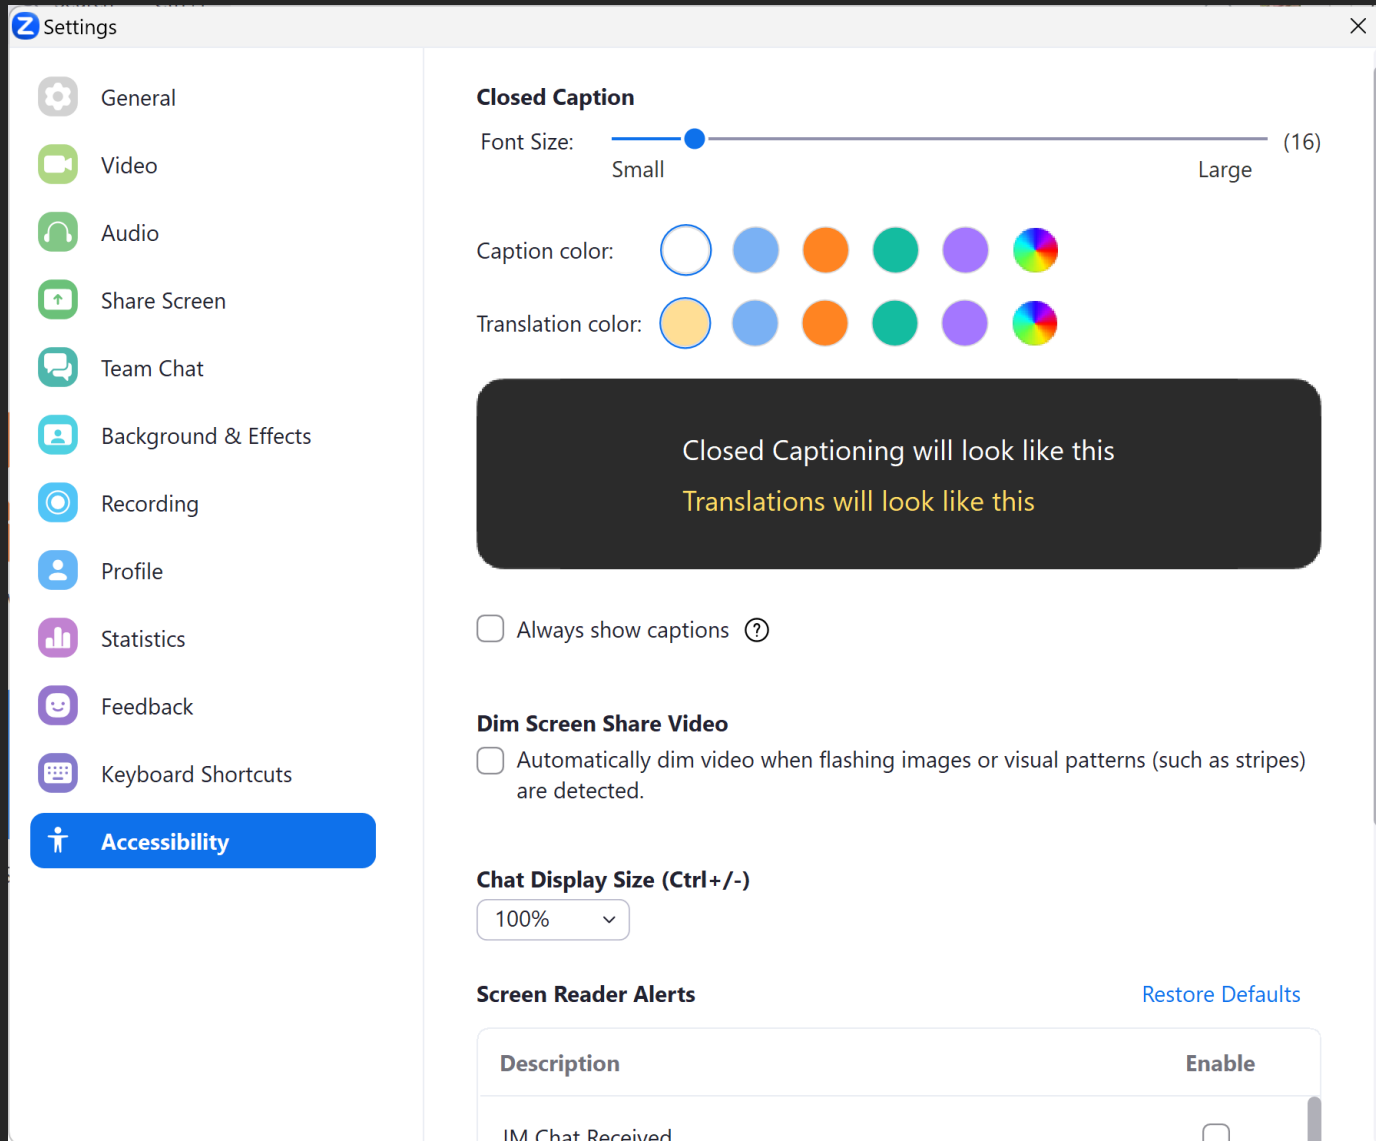 Settings
General
Video
Audio
Share Screen
Team Chat
Background & Effects
Recording
Profile
Statistics
Feedback
Keyboard Shortcuts
Accessibility
Closed Caption
Font Size:
(16)
Small
Large
Caption color:
Translation color:
Closed Captioning will look like this
Translations will look like this
Always show captions
Dim Screen Share Video
Automatically dim video when flashing images or visual patterns (such as stripes)
are detected.
Chat Display Size (Ctrl+/-)
100%
Screen Reader Alerts
Restore Defaults
Description
Enable
IM Chat Received